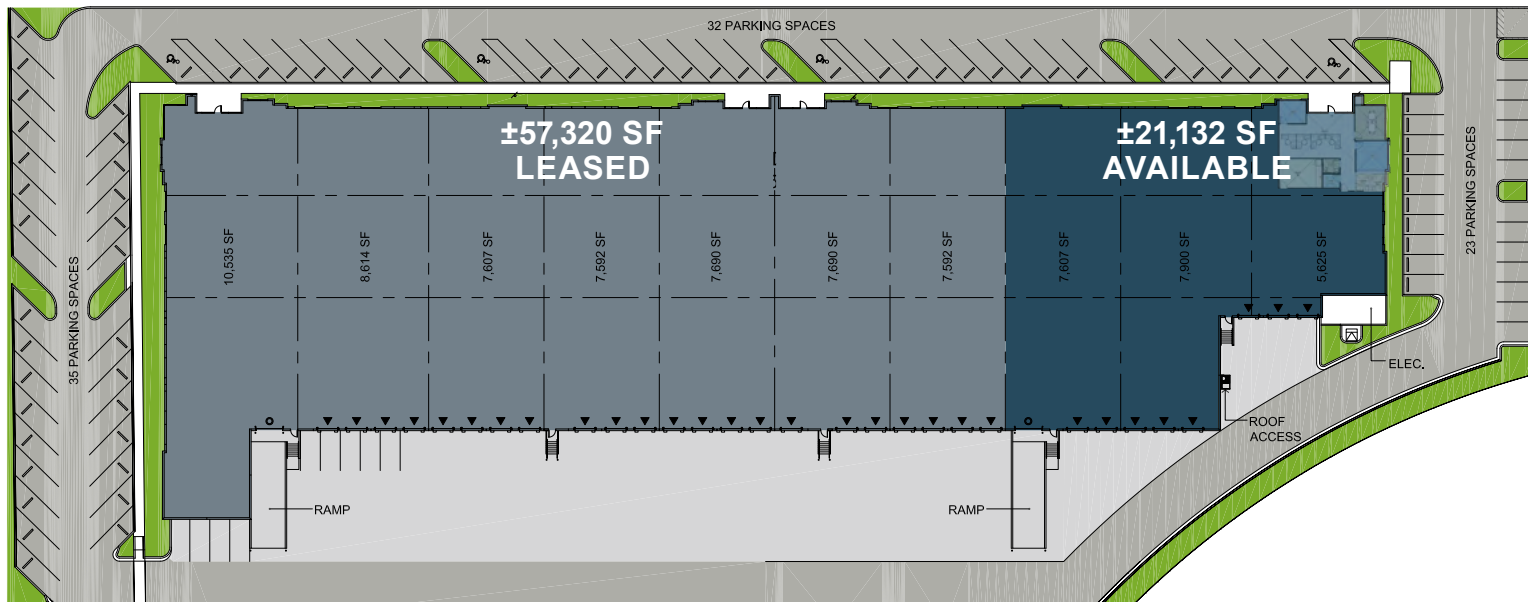 32 PARKING SPACES
±57,320 SF
LEASED
±21,132 SF
AVAILABLE
35 PARKING SPACES
10,535 SF
8,614 SF
7,607 SF
7,592 SF
7,690 SF
7,690 SF
7,592 SF
7,607 SF
7,900 SF
5,625 SF
23 PARKING SPACES
ELEC.
ROOF
ACCESS
RAMP
RAMP